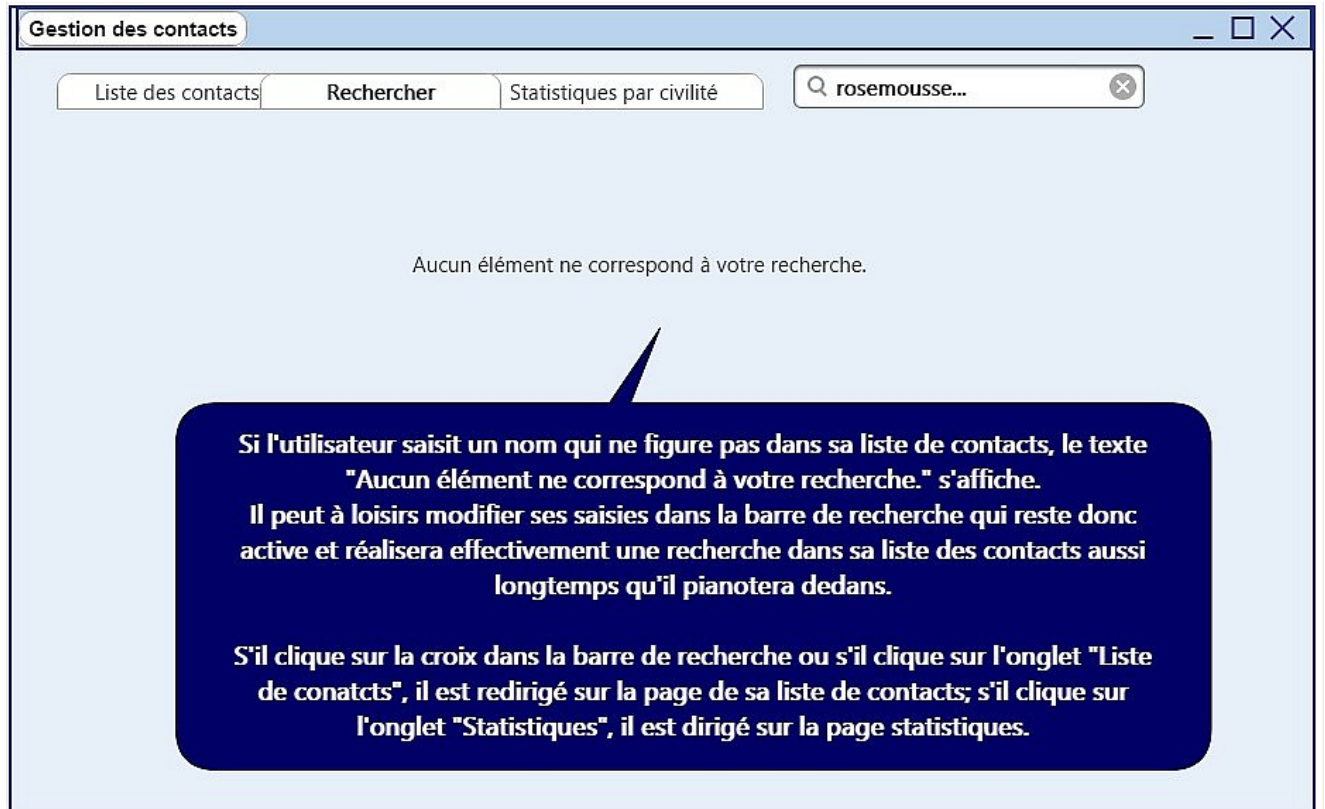 Gestion des contacts
Liste des contacts
Rechercher
Statistiques par civilité
rosemousse...
Aucun élément ne correspond à votre recherche.
Si l'utilisateur saisit un nom qui ne figure pas dans sa liste de contacts, le texte
"Aucun élément ne correspond à votre recherche." s'affiche.
Il peut à loisirs modifier ses saisies dans la barre de recherche qui reste donc
active et réalisera effectivement une recherche dans sa liste des contacts aussi
longtemps qu'il pianotera dedans.
S'il clique sur la croix dans la barre de recherche ou s'il clique sur l'onglet "Liste
de conatcts", il est redirigé sur la page de sa liste de contacts; s'il clique sur
l'onglet "Statistiques", il est dirigé sur la page statistiques.